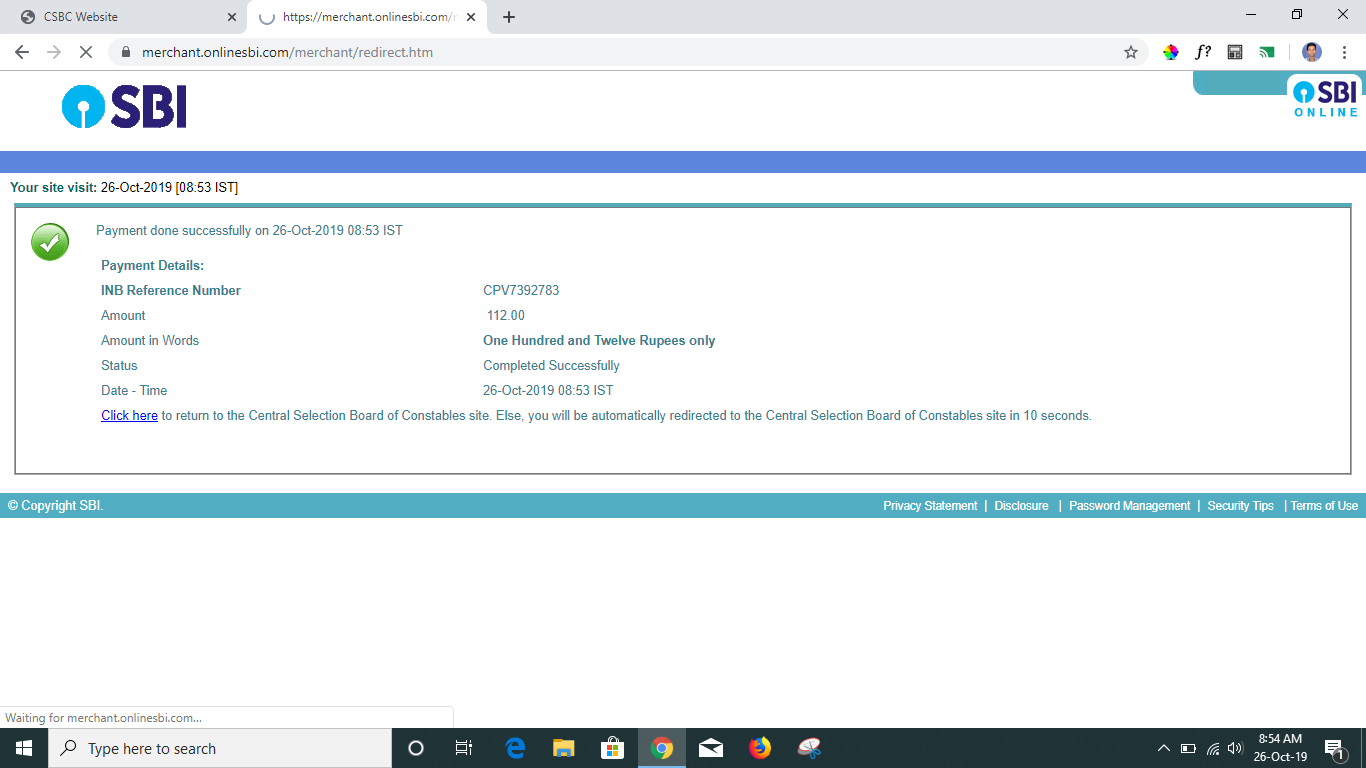 CSBC Website
https://merchant.onlinesbi.com/
merchant.onlinesbi.com/merchant/redirect.htm
f?
SBI
SBI
ONLINE
Your site visit: 26-Oct-2019 [08:53 IST]
Payment done successfully on 26-Oct-2019 08:53 IST
Payment Details:
INB Reference Number CPV7392783
Amount 112.00
Amount in Words One Hundred and Twelve Rupees only
Status Completed Successfully
Date - Time 26-Oct-2019 08:53 IST
Click here to return to the Central Selection Board of Constables site. Else, you will be automatically redirected to the Central Selection Board of Constables site in 10 seconds.
© Copyright SBI. Privacy Statement | Disclosure | Password Management | Security Tips | Terms of Use
Waiting for merchant.onlinesbi.com...
Type here to search
8:54 AM
26-Oct-19
1